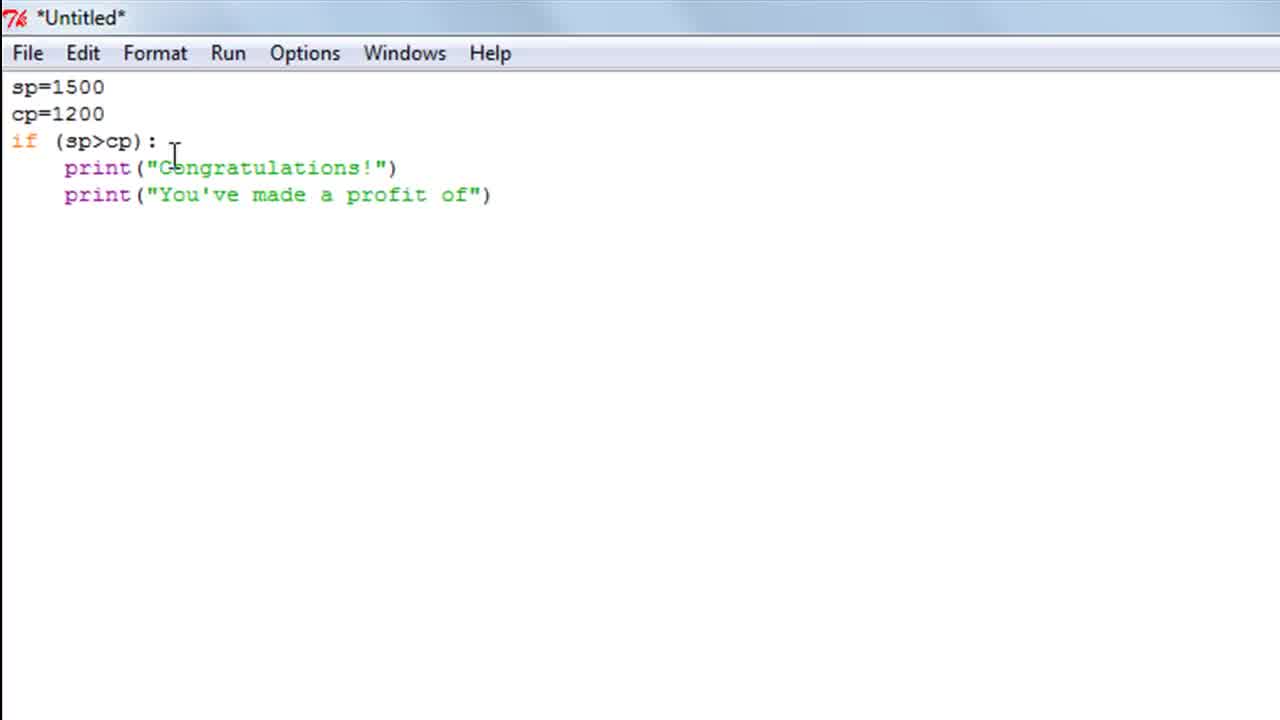 *Untitled*
File Edit Format Run Options Windows Help
sp=1500
cp=1200
if (sp>cp):
    print("Congratulations!")
    print("You've made a profit of")